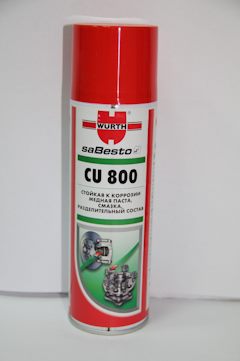 WÜRTH
saBesto
CU 800
СТОЙКАЯ К КОРРОЗИИ
МЕДНАЯ ПАСТА,
СМАЗКА,
РАЗДЕЛИТЕЛЬНЫЙ СОСТАВ